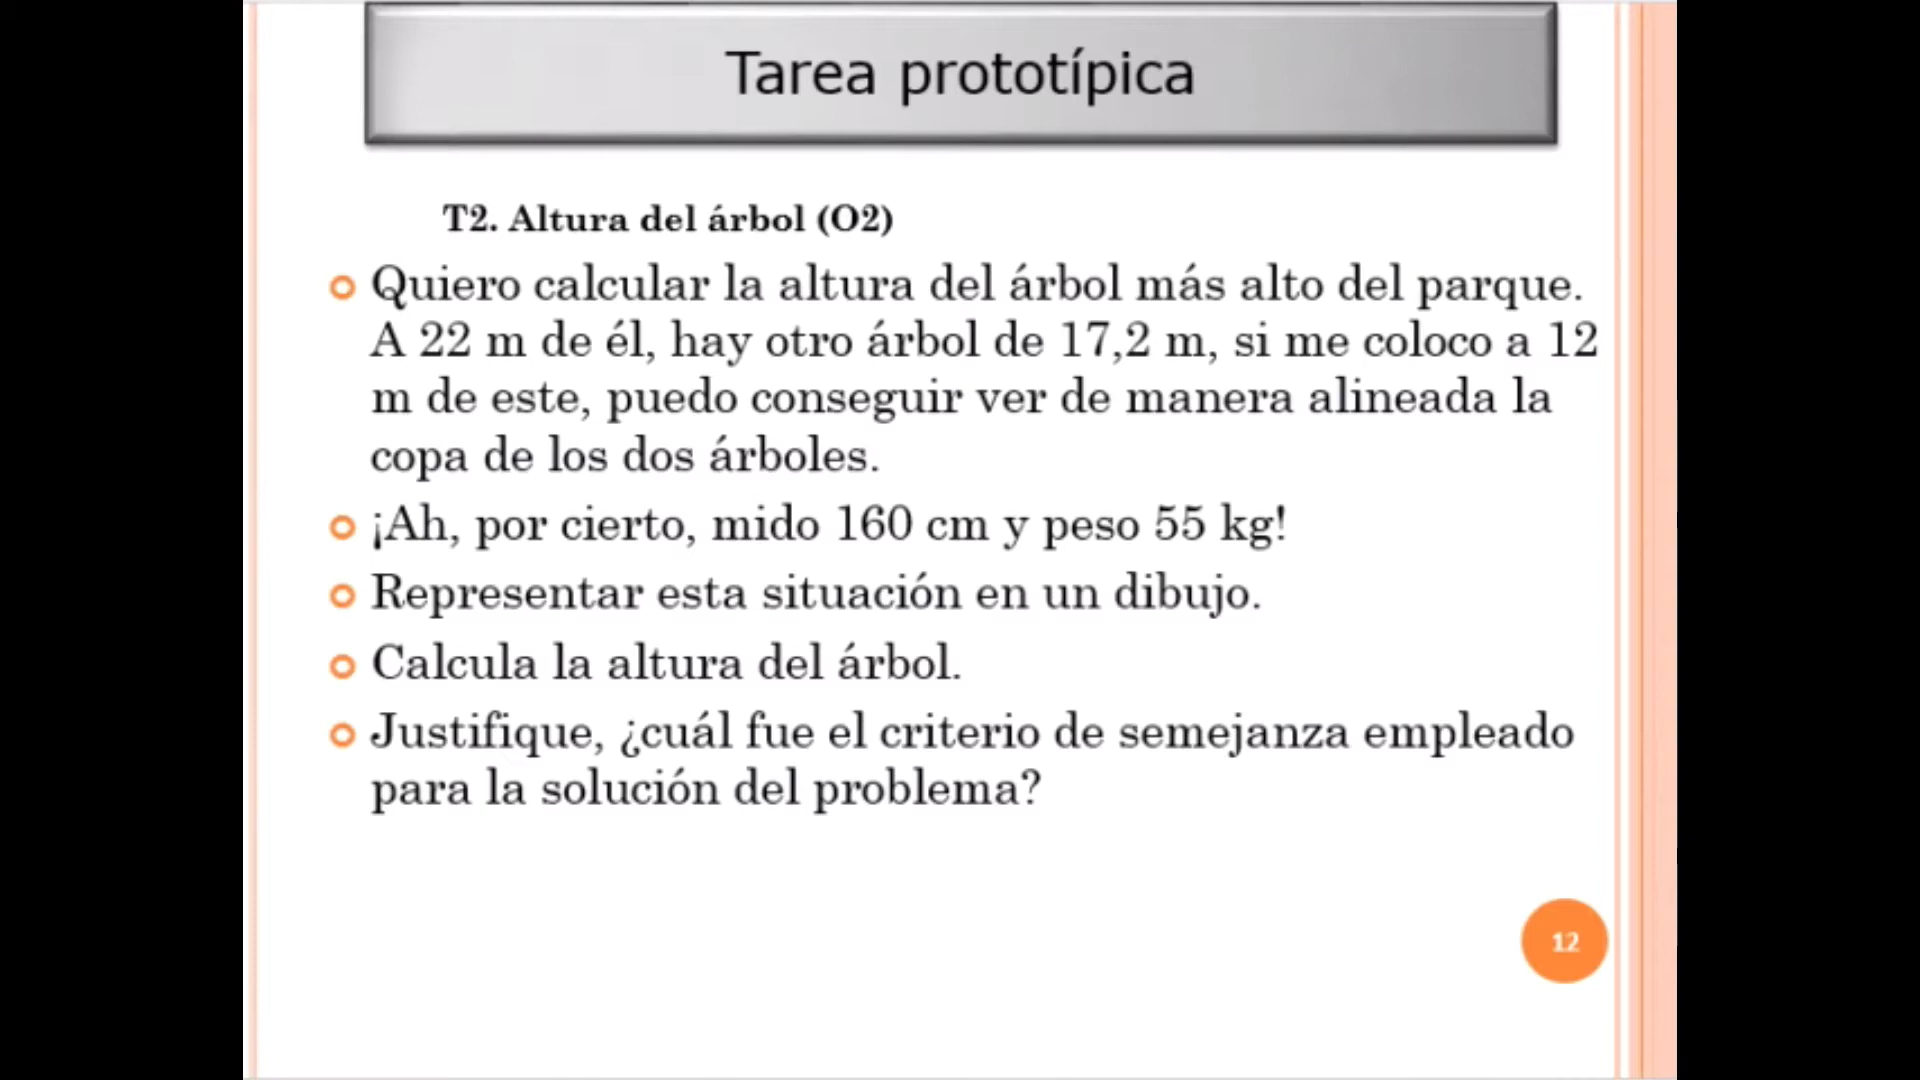 Tarea prototípica
T2. Altura del árbol (O2)
Quiero calcular la altura del árbol más alto del parque.
A 22 m de él, hay otro árbol de 17,2 m, si me coloco a 12
m de este, puedo conseguir ver de manera alineada la
copa de los dos árboles.
¡Ah, por cierto, mido 160 cm y peso 55 kg!
Representar esta situación en un dibujo.
Calcula la altura del árbol.
Justifique, ¿cuál fue el criterio de semejanza empleado
para la solución del problema?
12